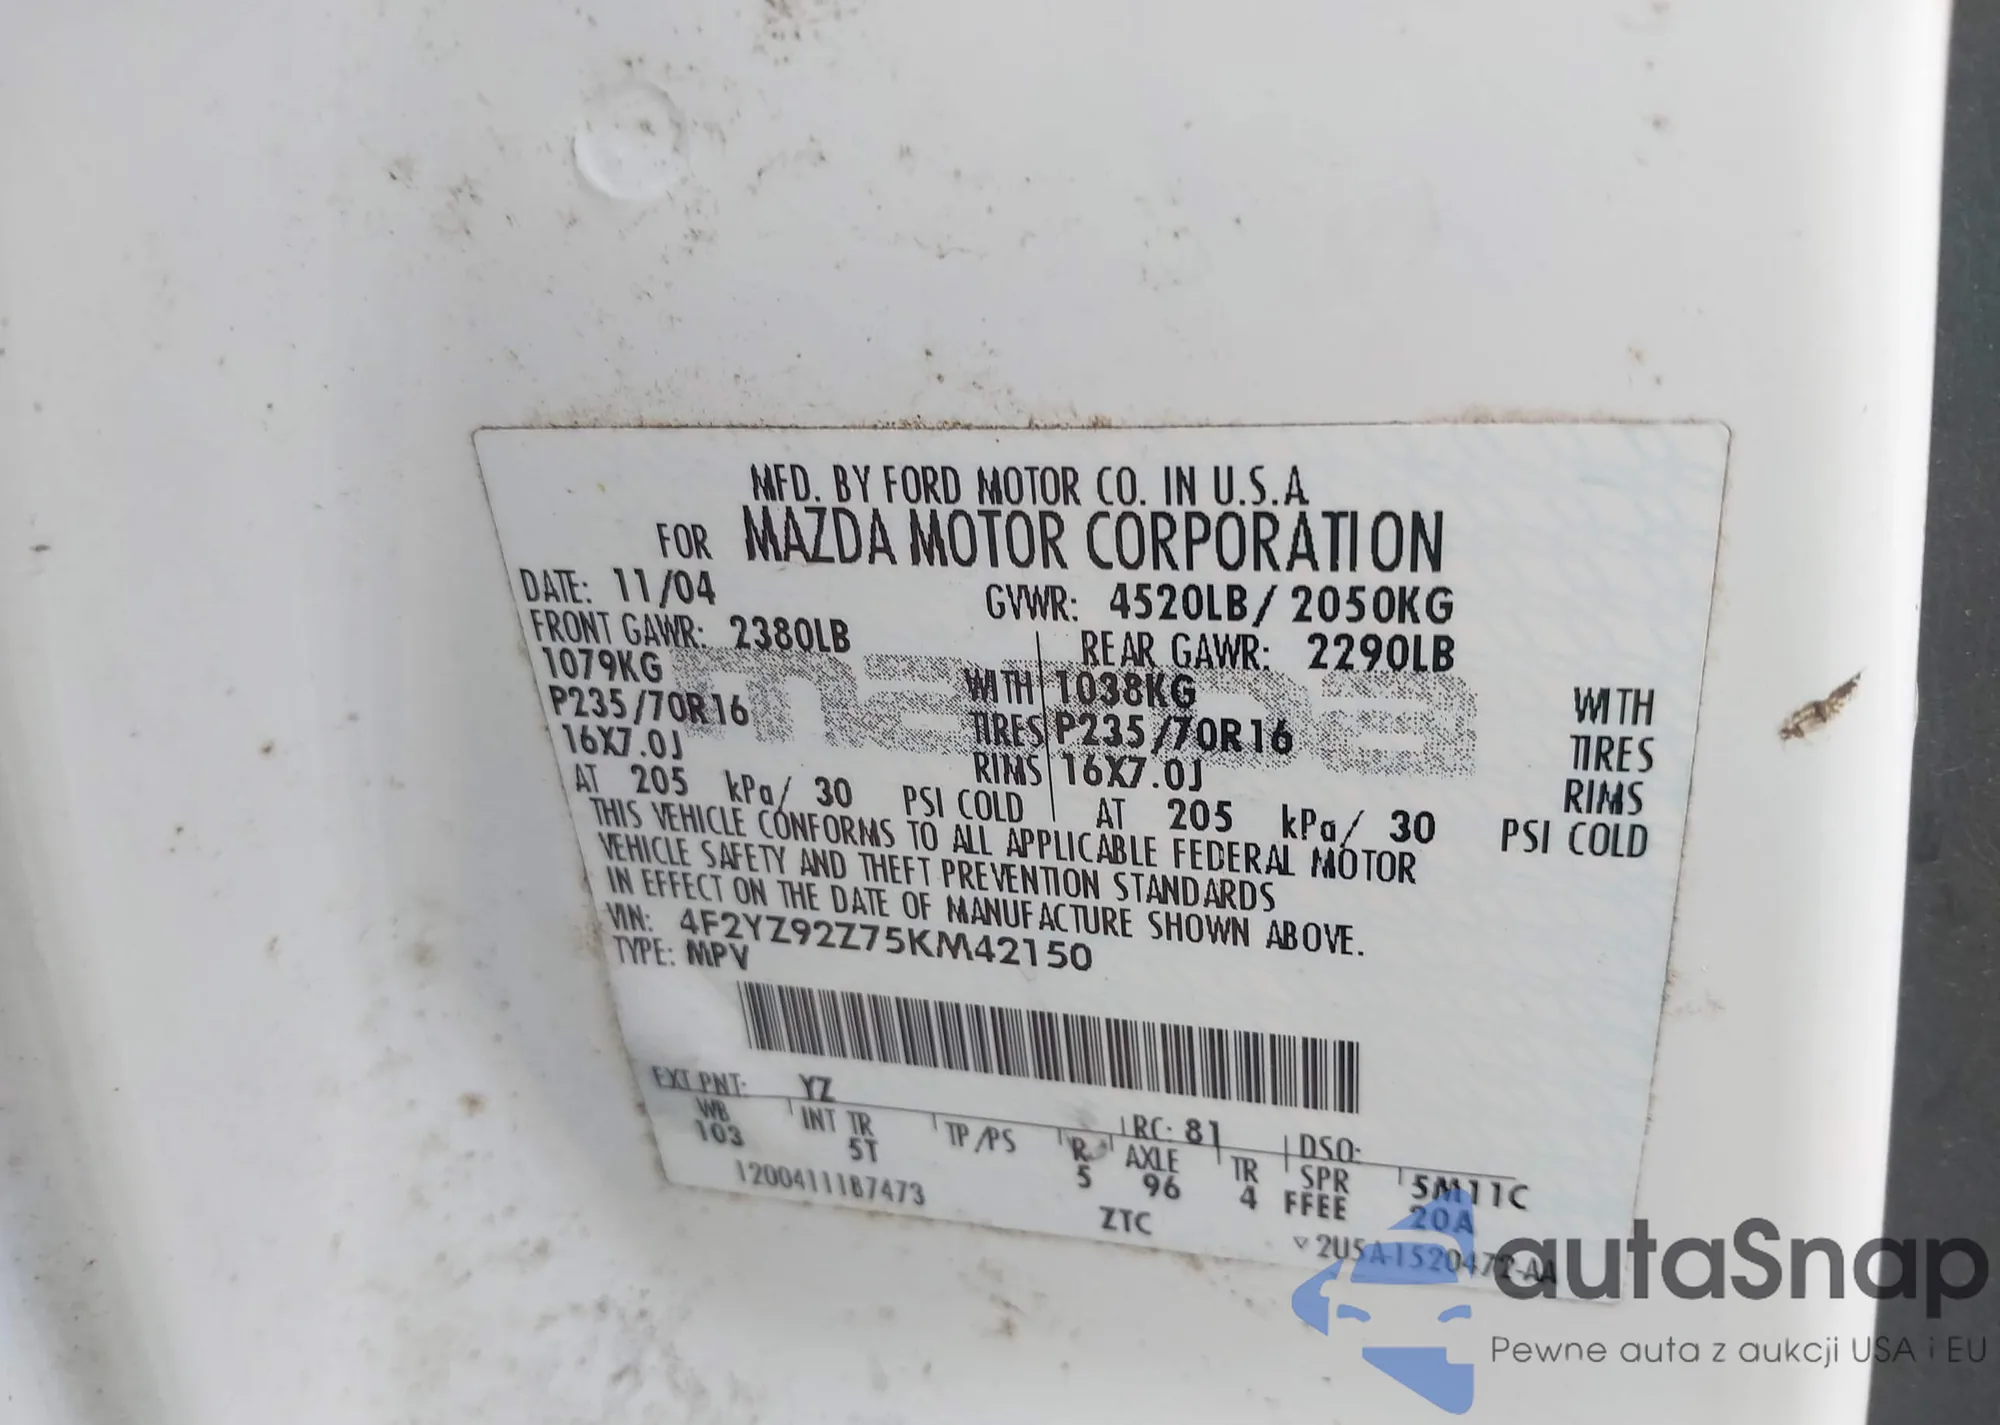 MFD. BY FORD MOTOR CO. IN U.S.A
FOR MAZDA MOTOR CORPORATION
DATE: 11/04 GVWR: 4520LB/ 2050KG
FRONT GAWR: 2380LB REAR GAWR: 2290LB
1079KG WITH 1038KG WITH
P235/70R16 TIRES P235/70R16 TIRES
16X7.0J RIMS 16X7.0J RIMS
AT 205 kPa/ 30 PSI COLD AT 205 kPa/ 30 PSI COLD
THIS VEHICLE CONFORMS TO ALL APPLICABLE FEDERAL MOTOR
VEHICLE SAFETY AND THEFT PREVENTION STANDARDS
IN EFFECT ON THE DATE OF MANUFACTURE SHOWN ABOVE.
VIN: 4F2YZ92Z75KM42150
TYPE: MPV
EXT PNT: YZ RC: 81 DSO:
WB INT TR TP/PS R AXLE TR SPR 5M11C
103 5T 5 96 4 FFEE 20A
1200411187473 ZTC 2U5A-1520472-AA
mazda
autaSnap
Pewne auta z aukcji USA i EU